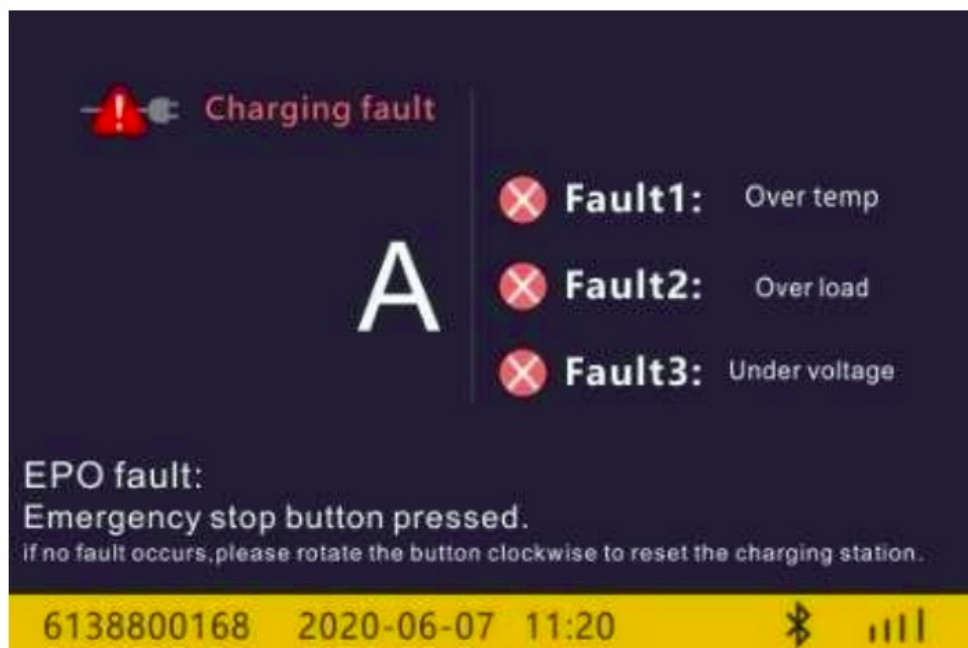 Charging fault
A
Fault1: Over temp
Fault2: Over load
Fault3: Under voltage
EPO fault:
Emergency stop button pressed.
if no fault occurs,please rotate the button clockwise to reset the charging station.
6138800168 2020-06-07 11:20